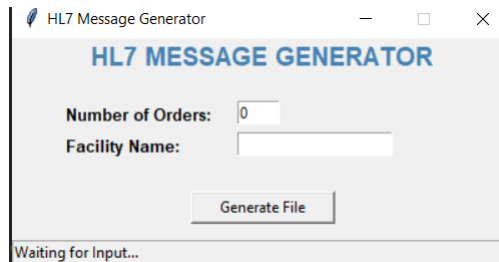 HL7 Message Generator
HL7 MESSAGE GENERATOR
Number of Orders: 0
Facility Name:
Generate File
Waiting for Input...